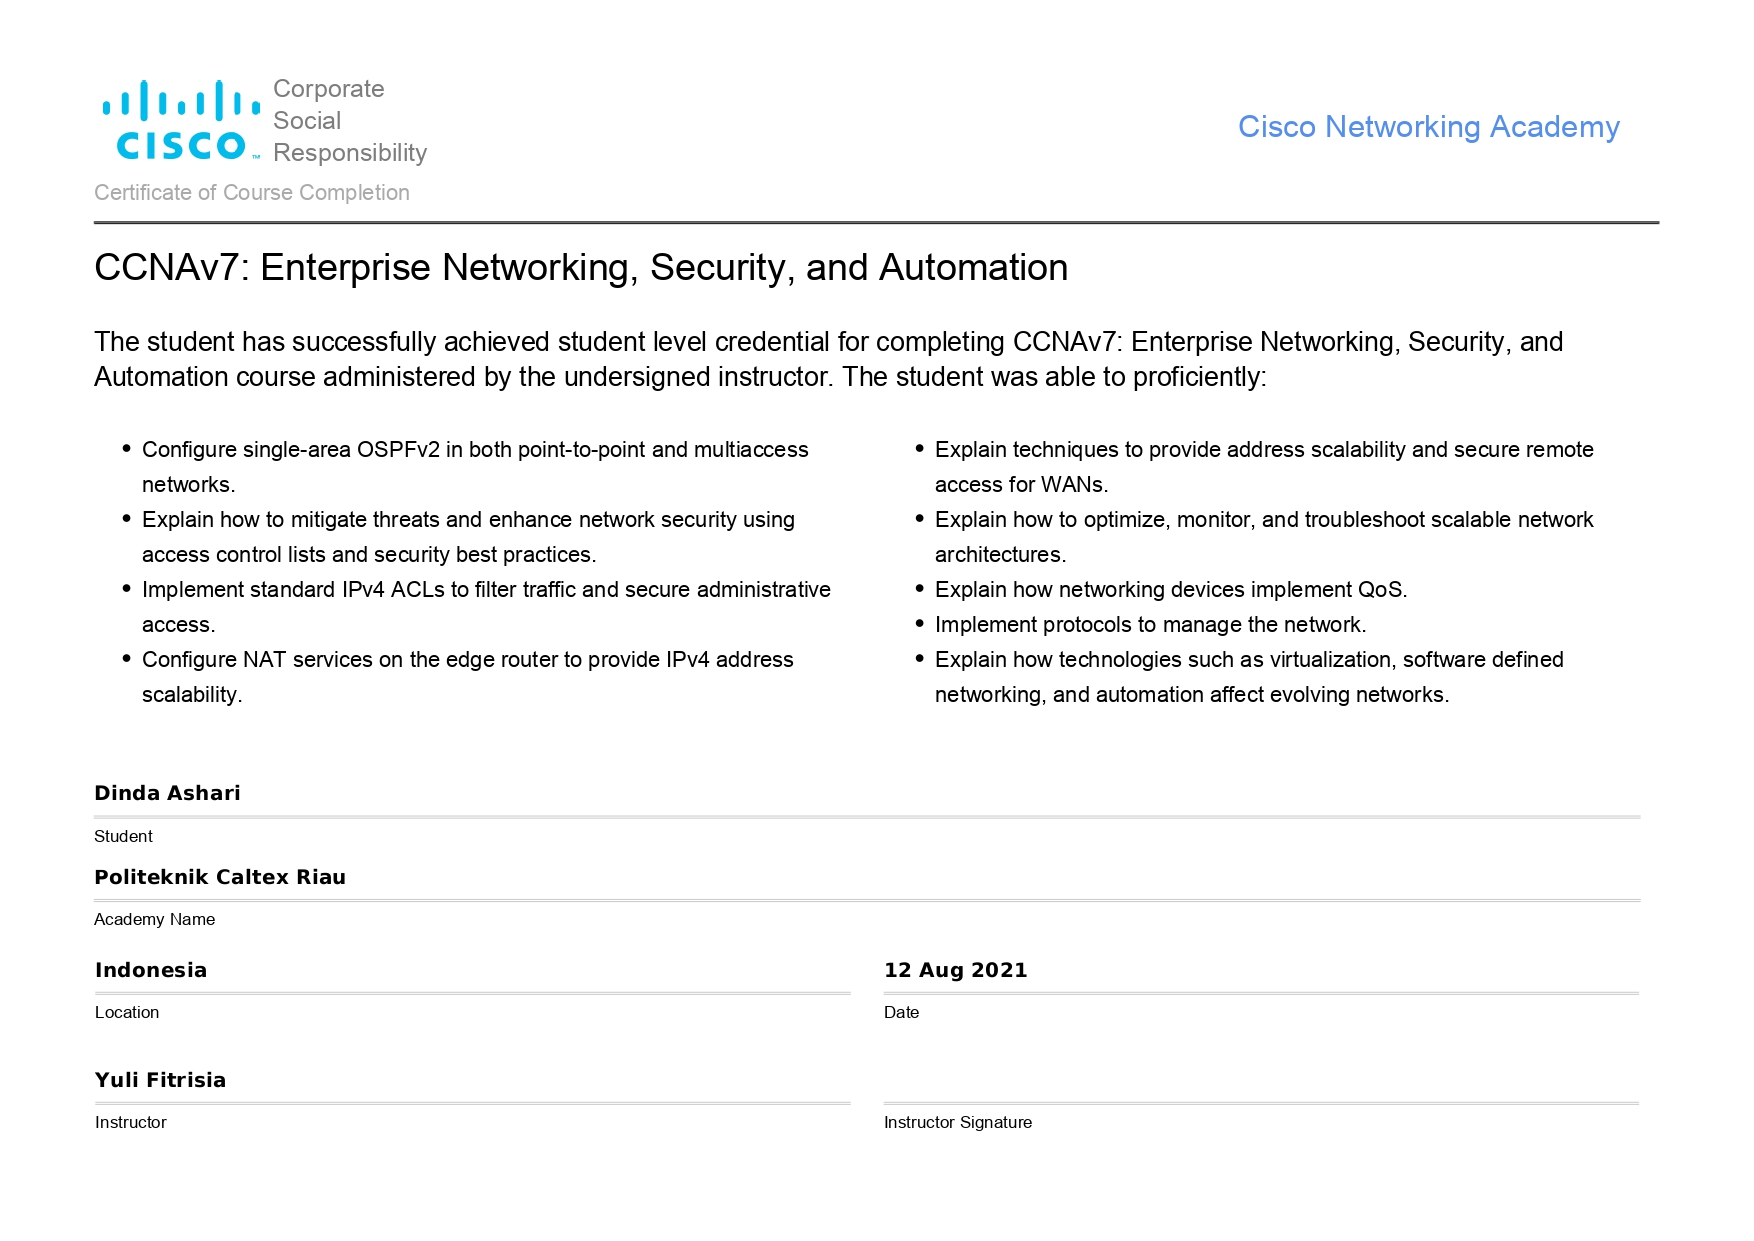 Corporate
Social
Responsibility
CISCO™
Cisco Networking Academy
Certificate of Course Completion
CCNAv7: Enterprise Networking, Security, and Automation
The student has successfully achieved student level credential for completing CCNAv7: Enterprise Networking, Security, and
Automation course administered by the undersigned instructor. The student was able to proficiently:
• Configure single-area OSPFv2 in both point-to-point and multiaccess
networks.
• Explain how to mitigate threats and enhance network security using
access control lists and security best practices.
• Implement standard IPv4 ACLs to filter traffic and secure administrative
access.
• Configure NAT services on the edge router to provide IPv4 address
scalability.
• Explain techniques to provide address scalability and secure remote
access for WANs.
• Explain how to optimize, monitor, and troubleshoot scalable network
architectures.
• Explain how networking devices implement QoS.
• Implement protocols to manage the network.
• Explain how technologies such as virtualization, software defined
networking, and automation affect evolving networks.
Dinda Ashari
Student
Politeknik Caltex Riau
Academy Name
Indonesia
Location
12 Aug 2021
Date
Yuli Fitrisia
Instructor
Instructor Signature